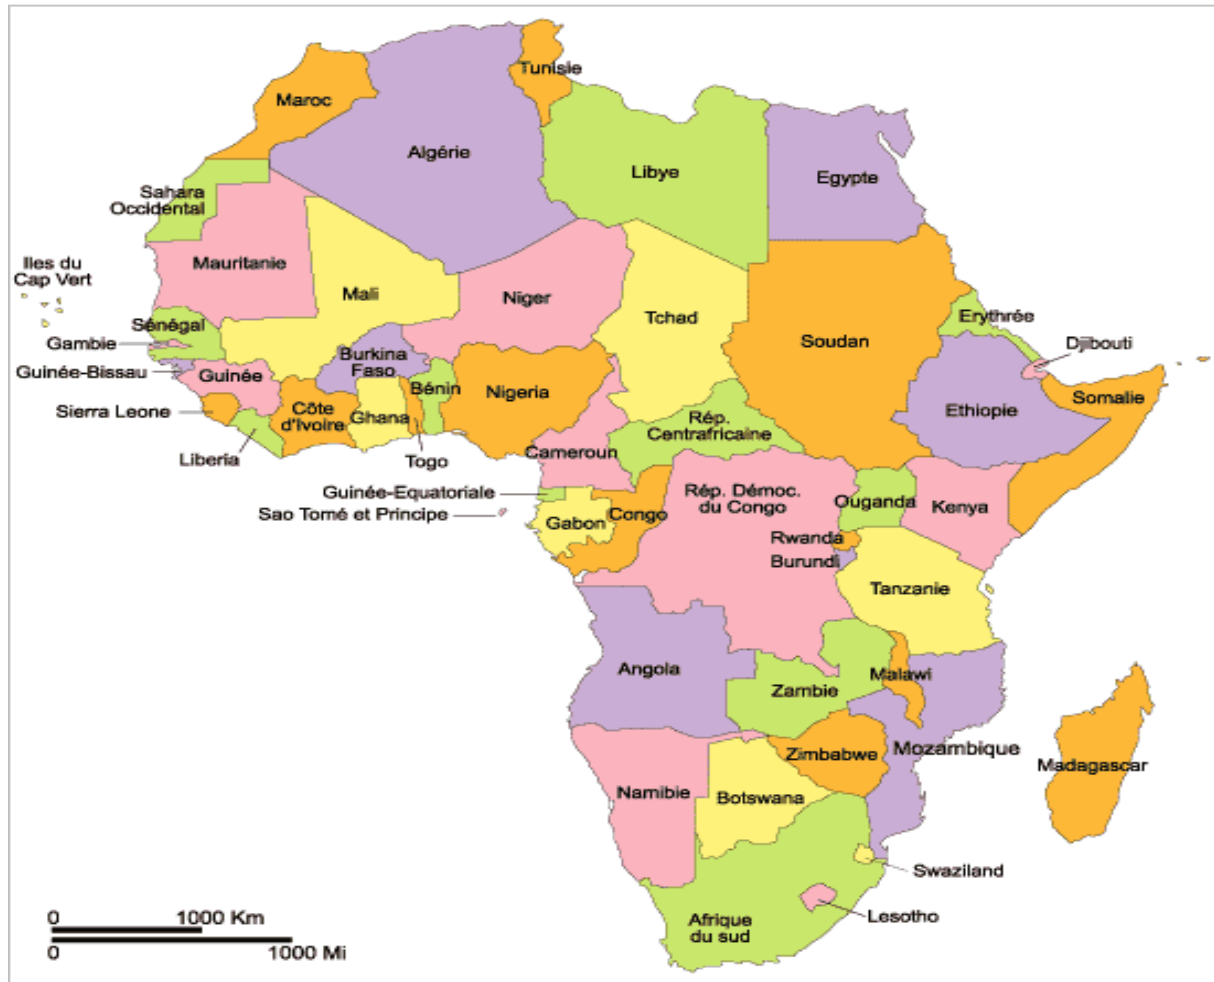 Tunisie
Maroc
Algérie
Libye
Egypte
Sahara
Occidental
Mauritanie
Iles du
Cap Vert
Mali
Niger
Tchad
Soudan
Erythrée
Sénégal
Gambie
Djibouti
Guinée-Bissau
Guinée
Burkina
Faso
Bénin
Nigeria
Ethiopie
Somalie
Sierra Leone
Côte
d'Ivoire
Ghana
Rép.
Centrafricaine
Liberia
Togo
Cameroun
Guinée-Equatoriale
Rép. Démoc.
du Congo
Ouganda
Kenya
Sao Tomé et Principe
Gabon
Congo
Rwanda
Burundi
Tanzanie
Angola
Zambie
Malawi
Mozambique
Zimbabwe
Madagascar
Namibie
Botswana
Swaziland
Lesotho
Afrique
du sud
0 1000 Km
0 1000 Mi